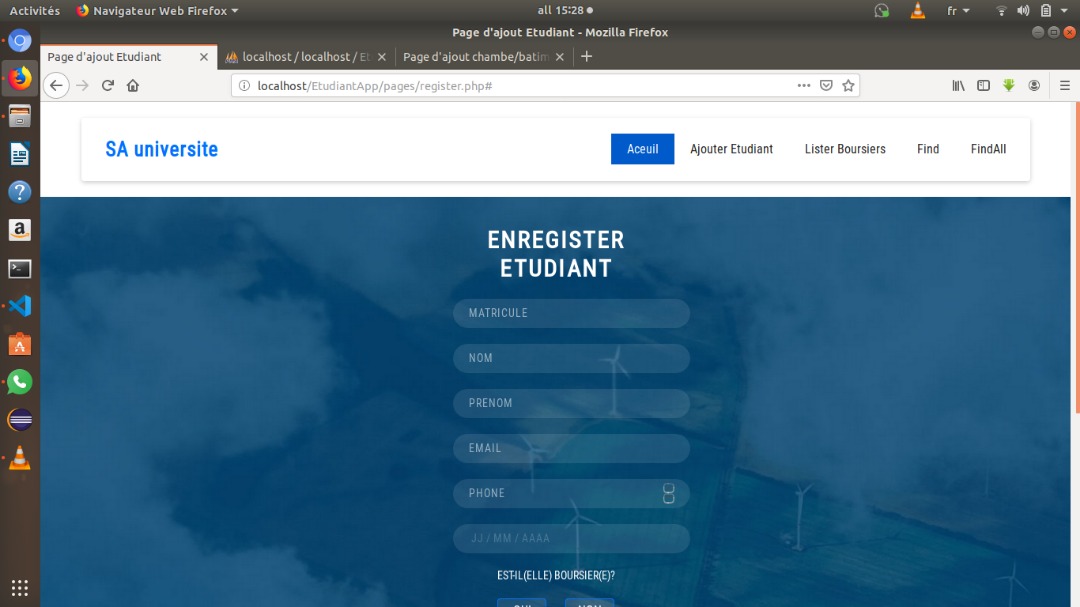 Activités Navigateur Web Firefox all 15:28 fr
Page d'ajout Etudiant - Mozilla Firefox
Page d'ajout Etudiant localhost / localhost / Et Page d'ajout chambe/batim
localhost/EtudiantApp/pages/register.php#
SA universite Aceuil Ajouter Etudiant Lister Boursiers Find FindAll
ENREGISTER
ETUDIANT
MATRICULE
NOM
PRENOM
EMAIL
PHONE
JJ / MM / AAAA
EST-IL(ELLE) BOURSIER(E)?
OUI NON